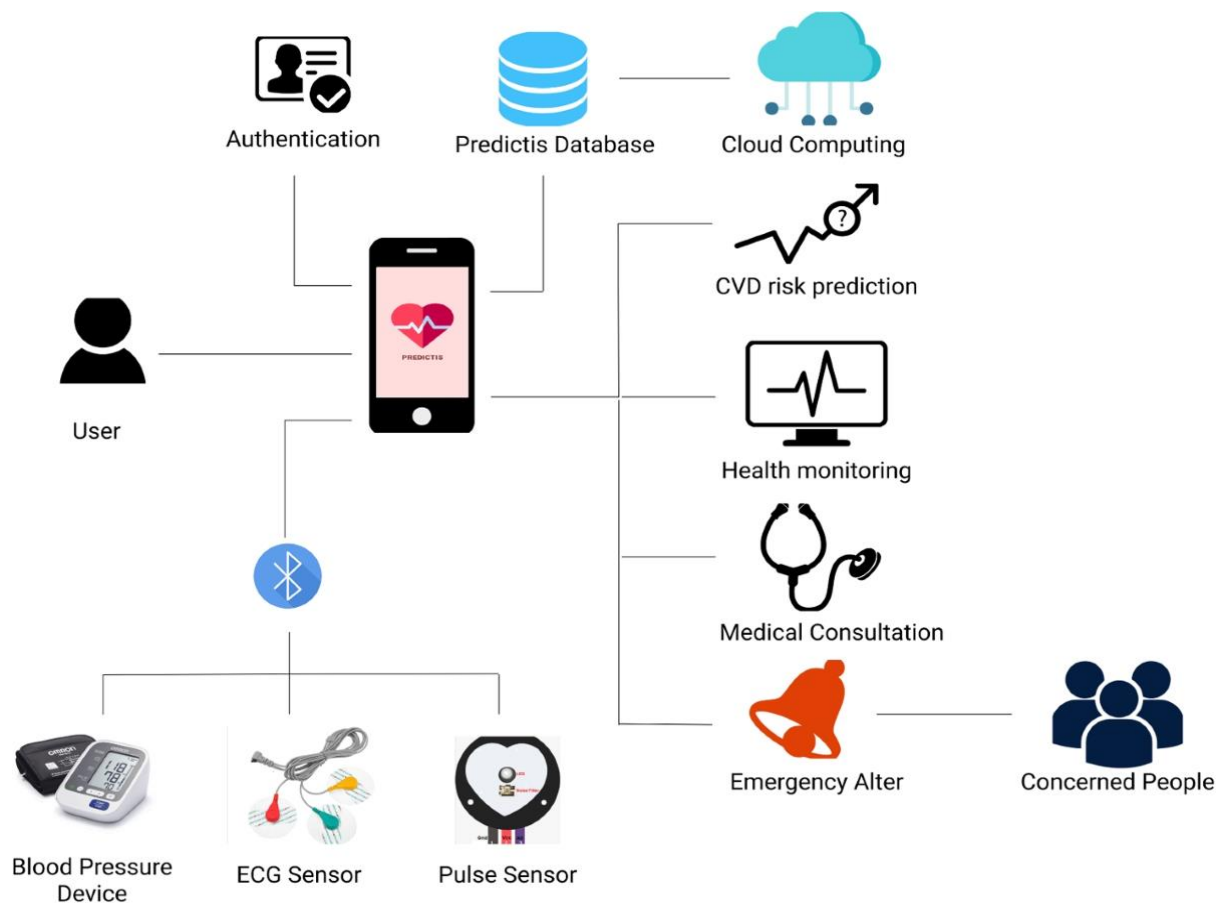 Authentication
Predictis Database
Cloud Computing
?
CVD risk prediction
PREDICTIS
User
Health monitoring
Medical Consultation
Emergency Alter
Concerned People
OMRON
Blood Pressure
Device
ECG Sensor
Pulse Sensor